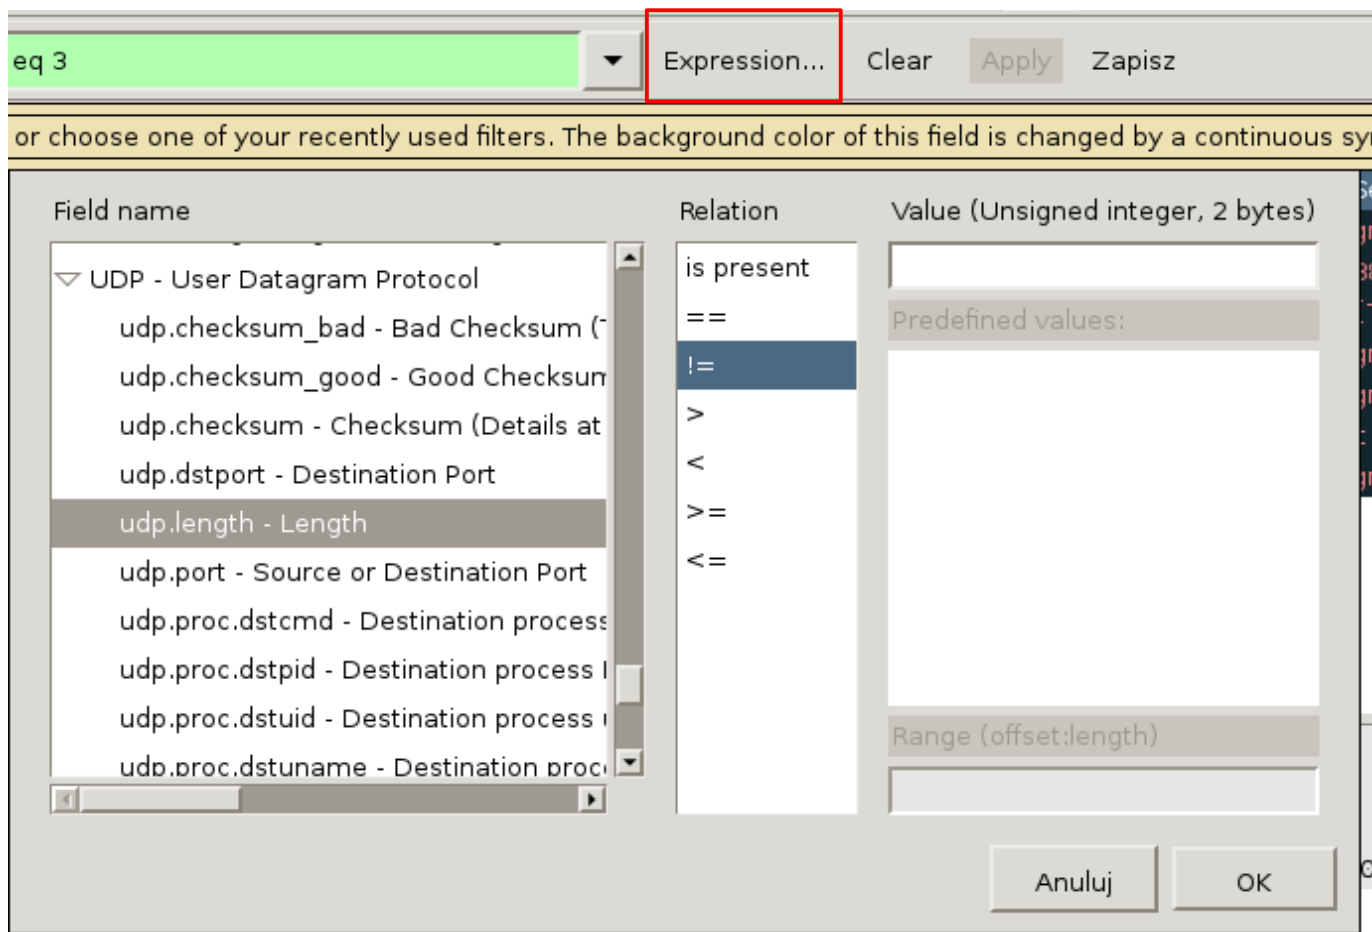 eq 3
Expression...
Clear
Apply
Zapisz
or choose one of your recently used filters. The background color of this field is changed by a continuous
Field name
Relation
Value (Unsigned integer, 2 bytes)
UDP - User Datagram Protocol
udp.checksum_bad - Bad Checksum
udp.checksum_good - Good Checksum
udp.checksum - Checksum (Details at
udp.dstport - Destination Port
udp.length - Length
udp.port - Source or Destination Port
udp.proc.dstcmd - Destination process
udp.proc.dstpid - Destination process
udp.proc.dstuid - Destination process
udp.proc.dstuname - Destination
is present
==
!=
>
<
>=
<=
Predefined values:
Range (offset:length)
Anuluj
OK